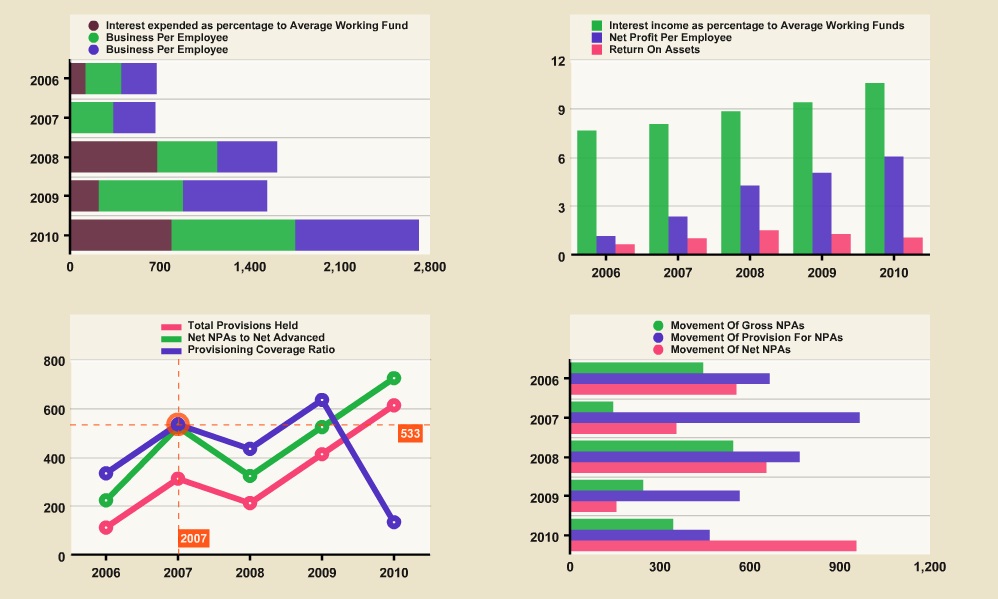 Interest expended as percentage to Average Working Fund
Business Per Employee
Business Per Employee
2006
2007
2008
2009
2010
0 700 1,400 2,100 2,800
Interest income as percentage to Average Working Funds
Net Profit Per Employee
Return On Assets
12
9
6
3
0
2006 2007 2008 2009 2010
Total Provisions Held
Net NPAs to Net Advanced
Provisioning Coverage Ratio
800
600
533
400
200
2007
0
2006 2007 2008 2009 2010
Movement Of Gross NPAs
Movement Of Provision For NPAs
Movement Of Net NPAs
2006
2007
2008
2009
2010
0 300 600 900 1,200